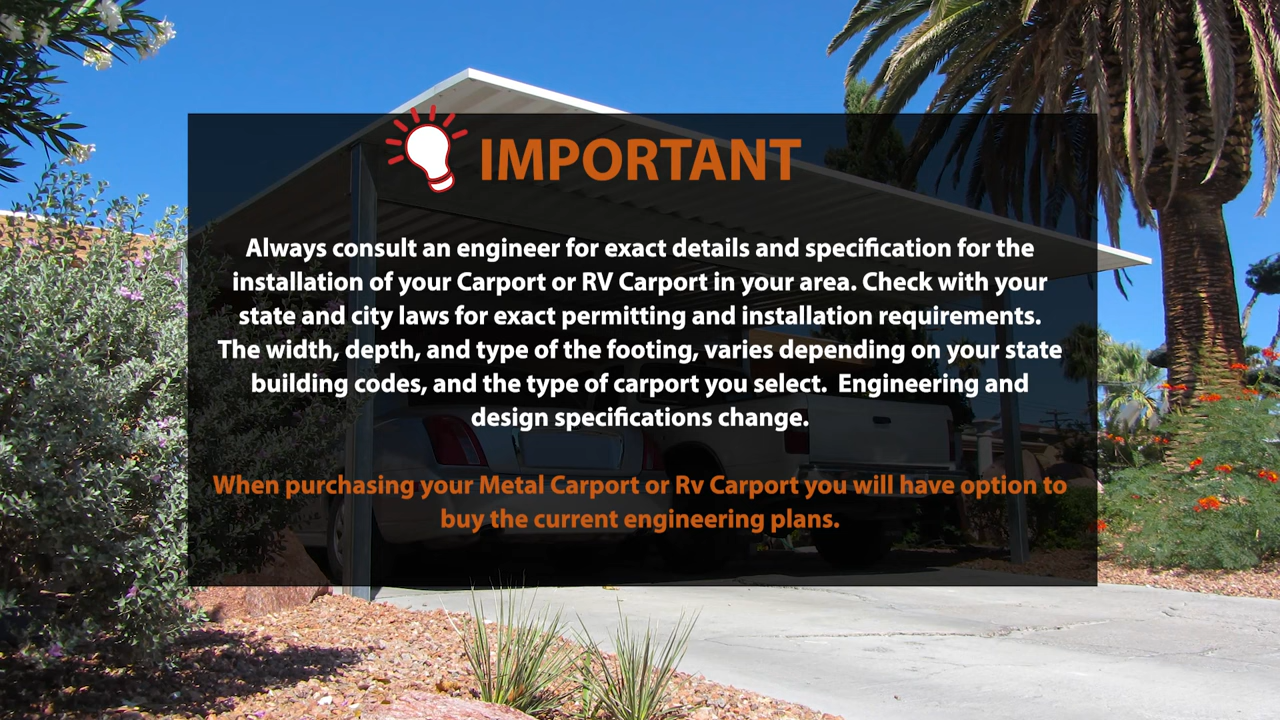 IMPORTANT
Always consult an engineer for exact details and specification for the
installation of your Carport or RV Carport in your area. Check with your
state and city laws for exact permitting and installation requirements.
The width, depth, and type of the footing, varies depending on your state
building codes, and the type of carport you select.  Engineering and
design specifications change.
When purchasing your Metal Carport or Rv Carport you will have option to
buy the current engineering plans.